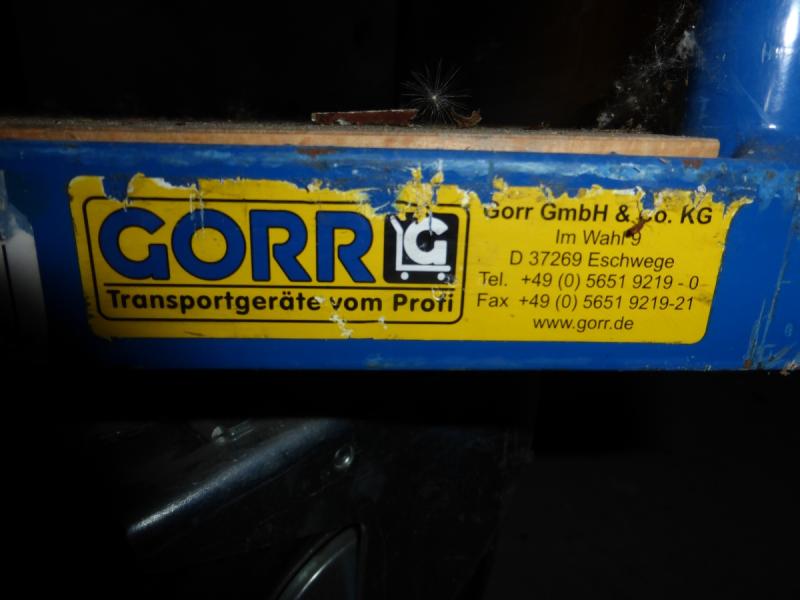 GORR
G
Transportgeräte vom Profi
Gorr GmbH & Co. KG
Im Wahl 9
D 37269 Eschwege
Tel. +49 (0) 5651 9219 - 0
Fax +49 (0) 5651 9219-21
www.gorr.de